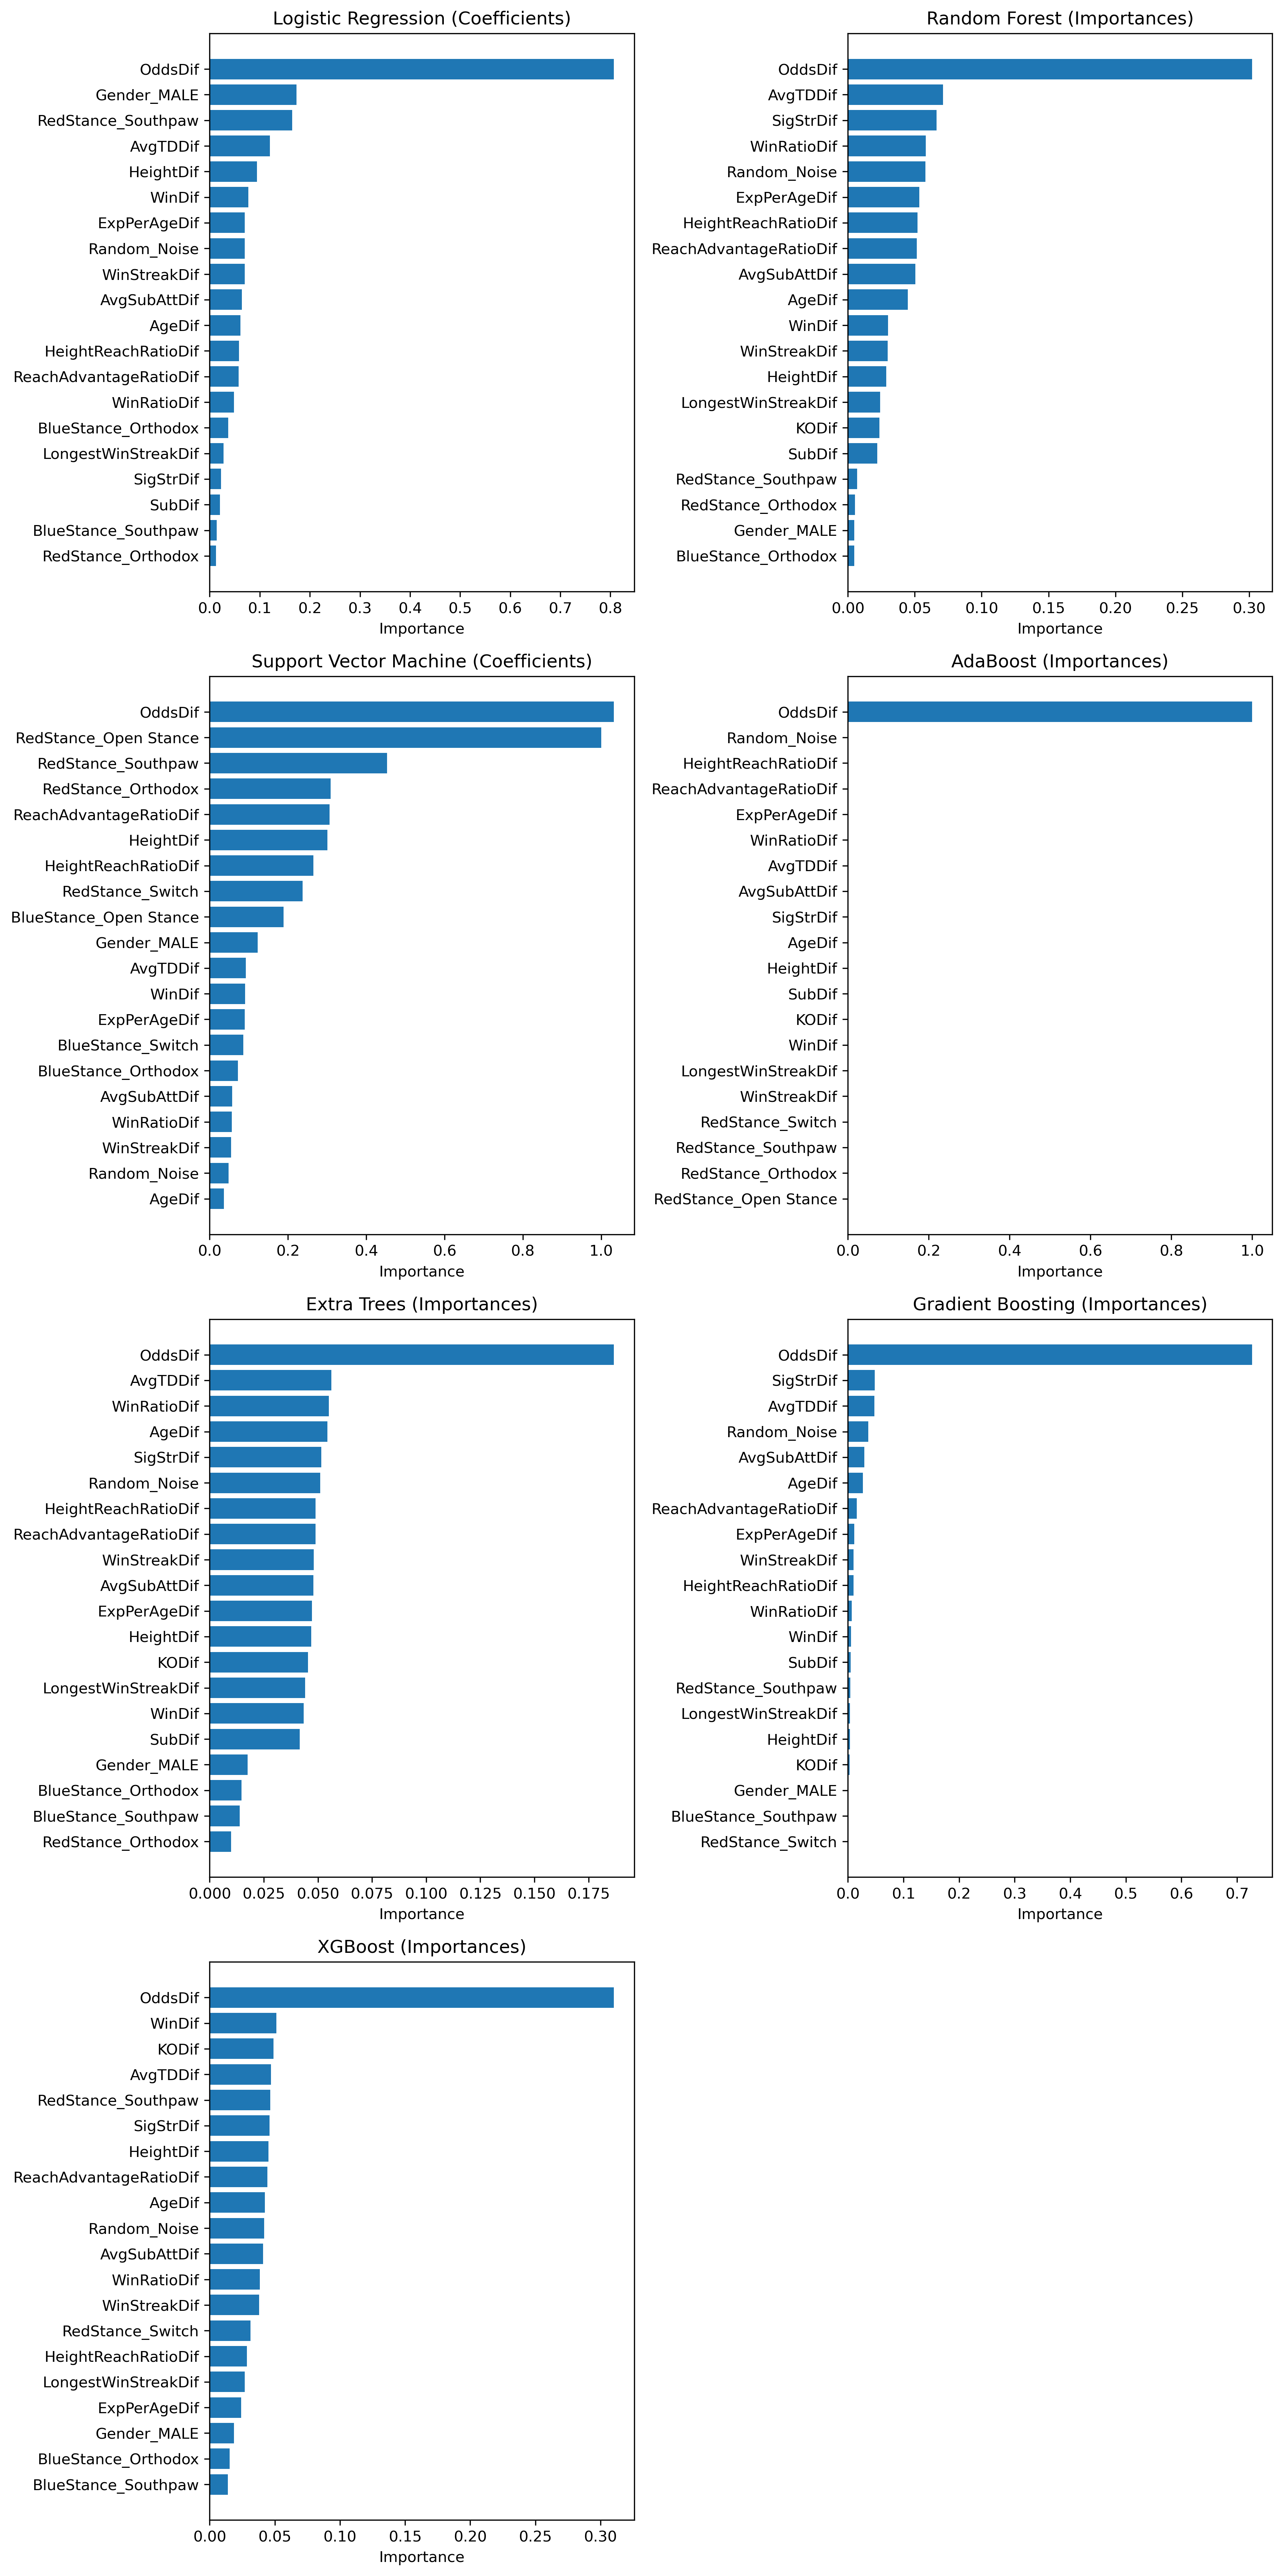 Logistic Regression (Coefficients)
OddsDif
Gender_MALE
RedStance_Southpaw
AvgTDDif
HeightDif
WinDif
ExpPerAgeDif
Random_Noise
WinStreakDif
AvgSubAttDif
AgeDif
HeightReachRatioDif
ReachAdvantageRatioDif
WinRatioDif
BlueStance_Orthodox
LongestWinStreakDif
SigStrDif
SubDif
BlueStance_Southpaw
RedStance_Orthodox
0.0 0.1 0.2 0.3 0.4 0.5 0.6 0.7 0.8
Importance
Random Forest (Importances)
OddsDif
AvgTDDif
SigStrDif
WinRatioDif
Random_Noise
ExpPerAgeDif
HeightReachRatioDif
ReachAdvantageRatioDif
AvgSubAttDif
AgeDif
WinDif
WinStreakDif
HeightDif
LongestWinStreakDif
KODif
SubDif
RedStance_Southpaw
RedStance_Orthodox
Gender_MALE
BlueStance_Orthodox
0.00 0.05 0.10 0.15 0.20 0.25 0.30
Importance
Support Vector Machine (Coefficients)
OddsDif
RedStance_Open Stance
RedStance_Southpaw
RedStance_Orthodox
ReachAdvantageRatioDif
HeightDif
HeightReachRatioDif
RedStance_Switch
BlueStance_Open Stance
Gender_MALE
AvgTDDif
WinDif
ExpPerAgeDif
BlueStance_Switch
BlueStance_Orthodox
AvgSubAttDif
WinRatioDif
WinStreakDif
Random_Noise
AgeDif
0.0 0.2 0.4 0.6 0.8 1.0
Importance
AdaBoost (Importances)
OddsDif
Random_Noise
HeightReachRatioDif
ReachAdvantageRatioDif
ExpPerAgeDif
WinRatioDif
AvgTDDif
AvgSubAttDif
SigStrDif
AgeDif
HeightDif
SubDif
KODif
WinDif
LongestWinStreakDif
WinStreakDif
RedStance_Switch
RedStance_Southpaw
RedStance_Orthodox
RedStance_Open Stance
0.0 0.2 0.4 0.6 0.8 1.0
Importance
Extra Trees (Importances)
OddsDif
AvgTDDif
WinRatioDif
AgeDif
SigStrDif
Random_Noise
HeightReachRatioDif
ReachAdvantageRatioDif
WinStreakDif
AvgSubAttDif
ExpPerAgeDif
HeightDif
KODif
LongestWinStreakDif
WinDif
SubDif
Gender_MALE
BlueStance_Orthodox
BlueStance_Southpaw
RedStance_Orthodox
0.000 0.025 0.050 0.075 0.100 0.125 0.150 0.175
Importance
Gradient Boosting (Importances)
OddsDif
SigStrDif
AvgTDDif
Random_Noise
AvgSubAttDif
AgeDif
ReachAdvantageRatioDif
ExpPerAgeDif
WinStreakDif
HeightReachRatioDif
WinRatioDif
WinDif
SubDif
RedStance_Southpaw
LongestWinStreakDif
HeightDif
KODif
Gender_MALE
BlueStance_Southpaw
RedStance_Switch
0.0 0.1 0.2 0.3 0.4 0.5 0.6 0.7
Importance
XGBoost (Importances)
OddsDif
WinDif
KODif
AvgTDDif
RedStance_Southpaw
SigStrDif
HeightDif
ReachAdvantageRatioDif
AgeDif
Random_Noise
AvgSubAttDif
WinRatioDif
WinStreakDif
RedStance_Switch
HeightReachRatioDif
LongestWinStreakDif
ExpPerAgeDif
Gender_MALE
BlueStance_Orthodox
BlueStance_Southpaw
0.00 0.05 0.10 0.15 0.20 0.25 0.30
Importance